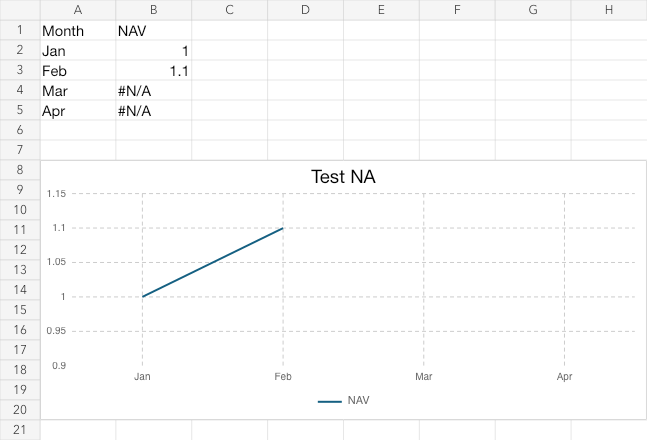 A B C D E F G H
1 Month NAV
2 Jan 1
3 Feb 1.1
4 Mar #N/A
5 Apr #N/A
6
7
8 Test NA
9 1.15
10
11 1.1
12 1.05
13
14 1
15
16 0.95
17
18 0.9
Jan Feb Mar Apr
19
20 NAV
21